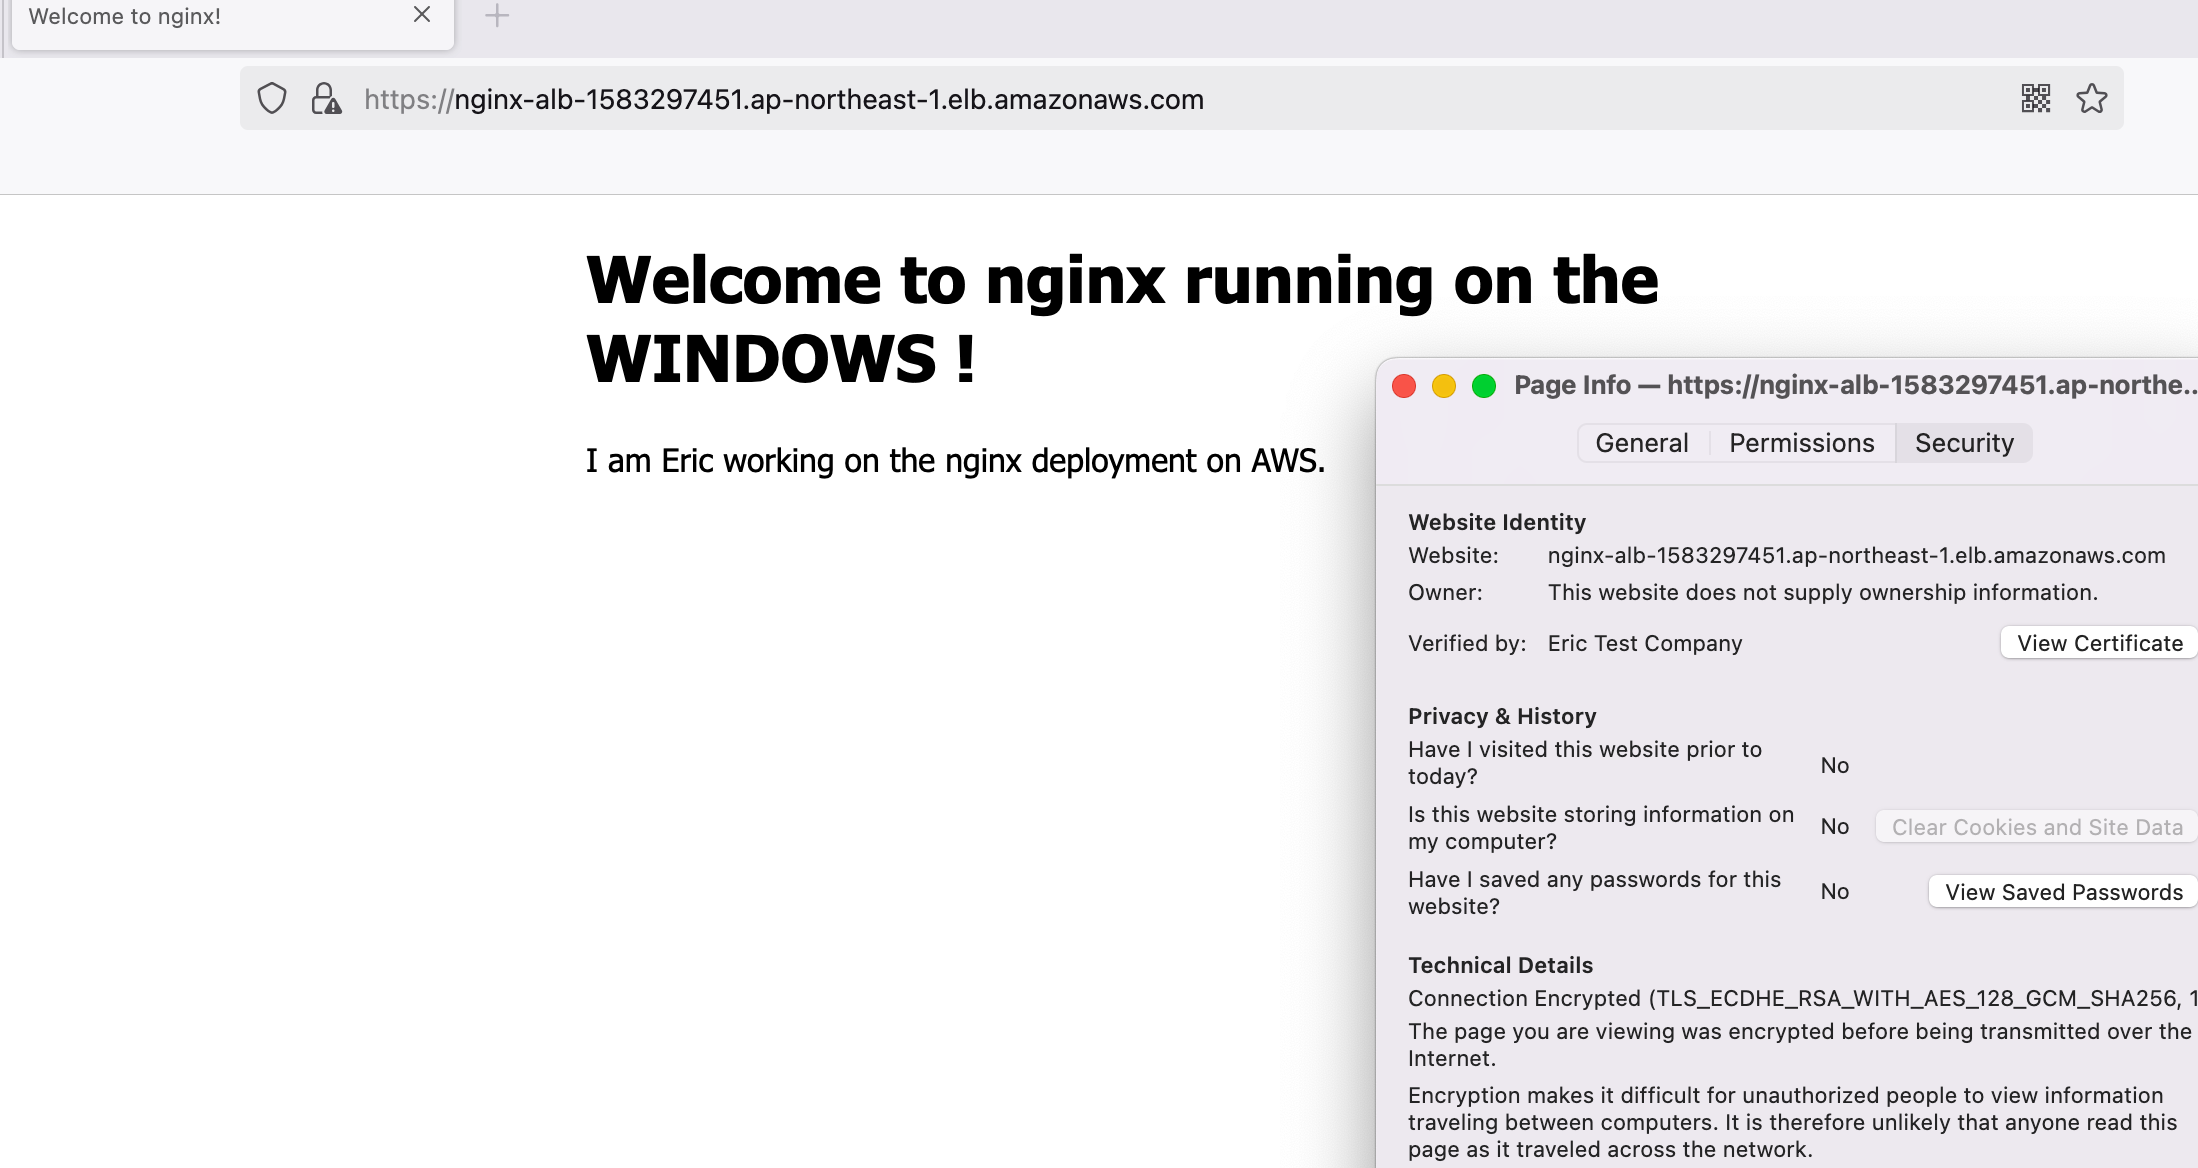 Welcome to nginx!
https://nginx-alb-1583297451.ap-northeast-1.elb.amazonaws.com
Welcome to nginx running on the
WINDOWS !
I am Eric working on the nginx deployment on AWS.
Page Info — https://nginx-alb-1583297451.ap-northe...
General Permissions Security
Website Identity
Website: nginx-alb-1583297451.ap-northeast-1.elb.amazonaws.com
Owner: This website does not supply ownership information.
Verified by: Eric Test Company View Certificate
Privacy & History
Have I visited this website prior to
today?
No
Is this website storing information on
my computer?
No Clear Cookies and Site Data
Have I saved any passwords for this
website?
No View Saved Passwords
Technical Details
Connection Encrypted (TLS_ECDHE_RSA_WITH_AES_128_GCM_SHA256, 1
The page you are viewing was encrypted before being transmitted over the
Internet.
Encryption makes it difficult for unauthorized people to view information
traveling between computers. It is therefore unlikely that anyone read this
page as it traveled across the network.